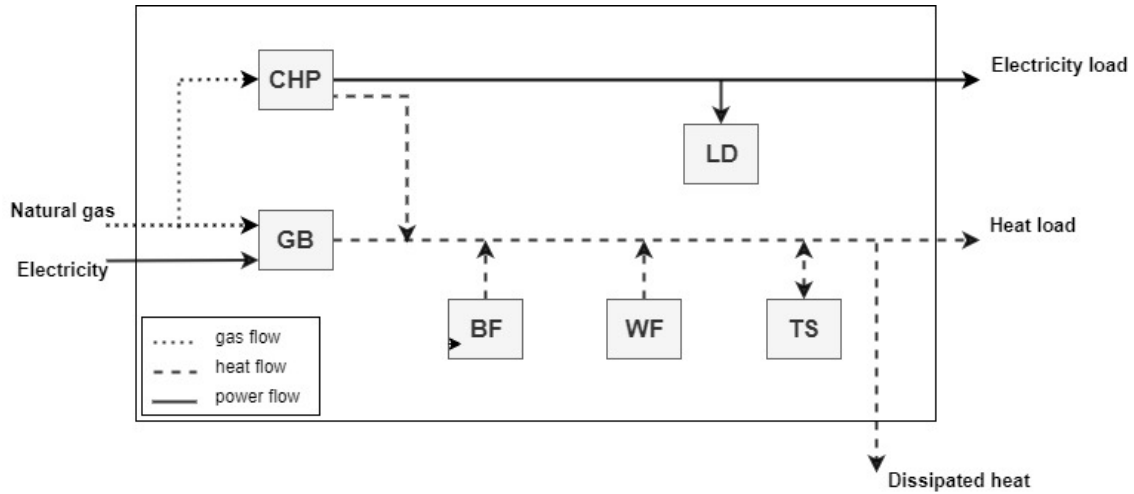 CHP
Electricity load
LD
Natural gas
GB
Heat load
Electricity
BF
WF
TS
gas flow
heat flow
power flow
Dissipated heat